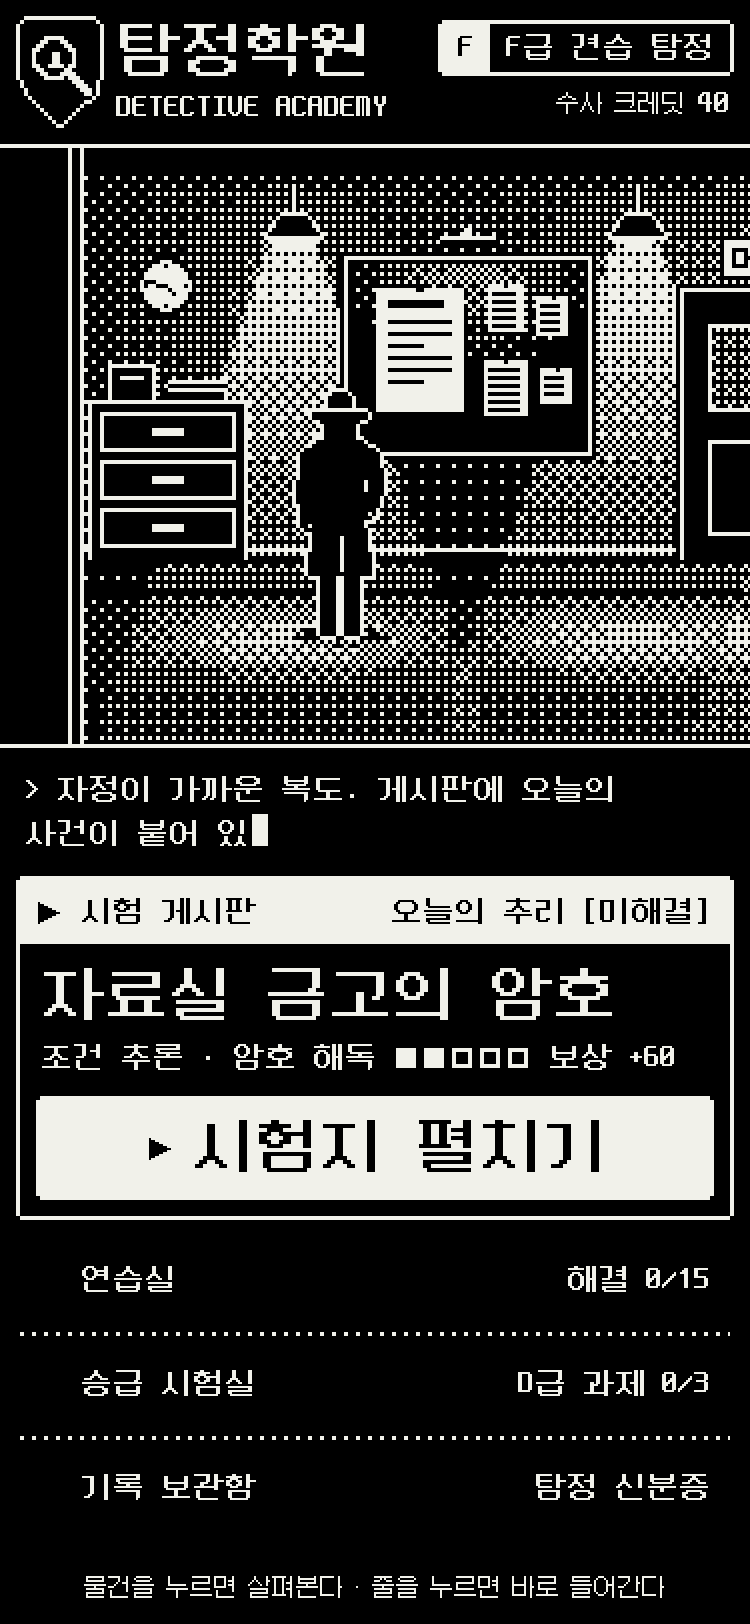 탐정학원
DETECTIVE ACADEMY
F F급 견습 탐정
수사 크레딧 40
> 자정이 가까운 복도. 게시판에 오늘의
사건이 붙어 있
▶ 시험 게시판 오늘의 추리 [미해결]
자료실 금고의 암호
조건 추론 · 암호 해독 ■■□□□ 보상 +60
▶ 시험지 펼치기
연습실 해결 0/15
승급 시험실 D급 과제 0/3
기록 보관함 탐정 신분증
물건을 누르면 살펴본다 · 줄을 누르면 바로 들어간다